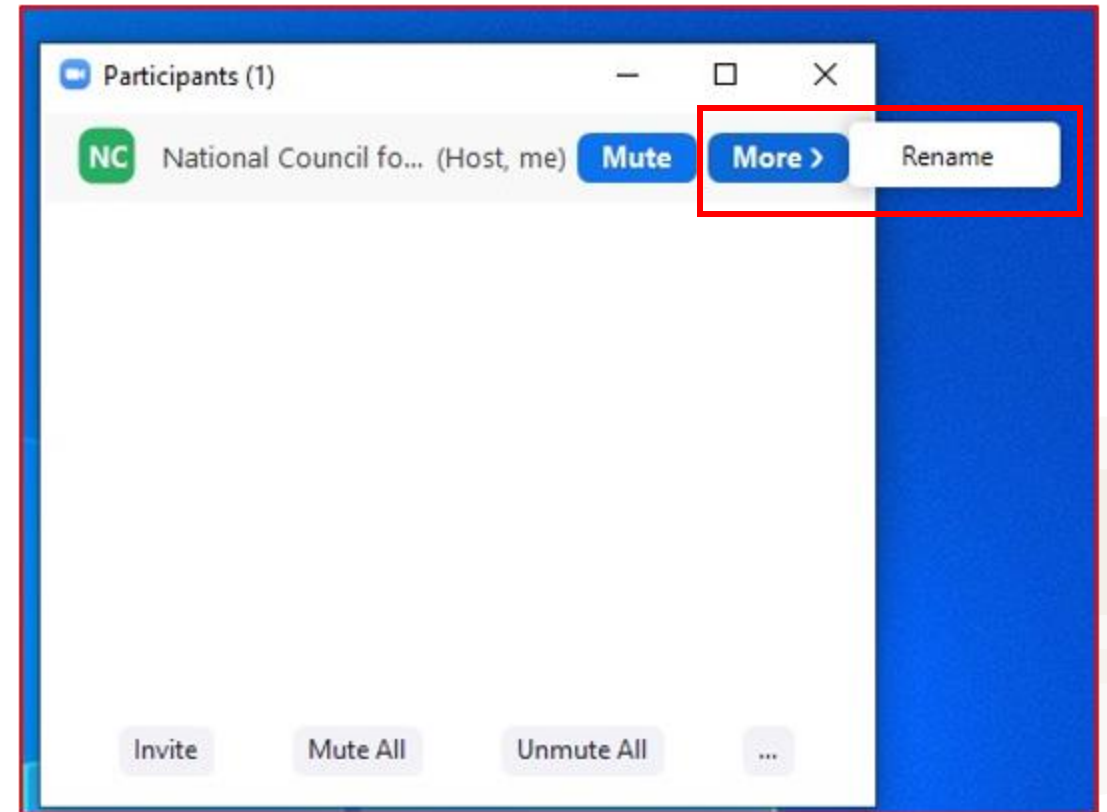 Participants (1)
NC National Council fo... (Host, me) Mute More > Rename
Invite Mute All Unmute All ...